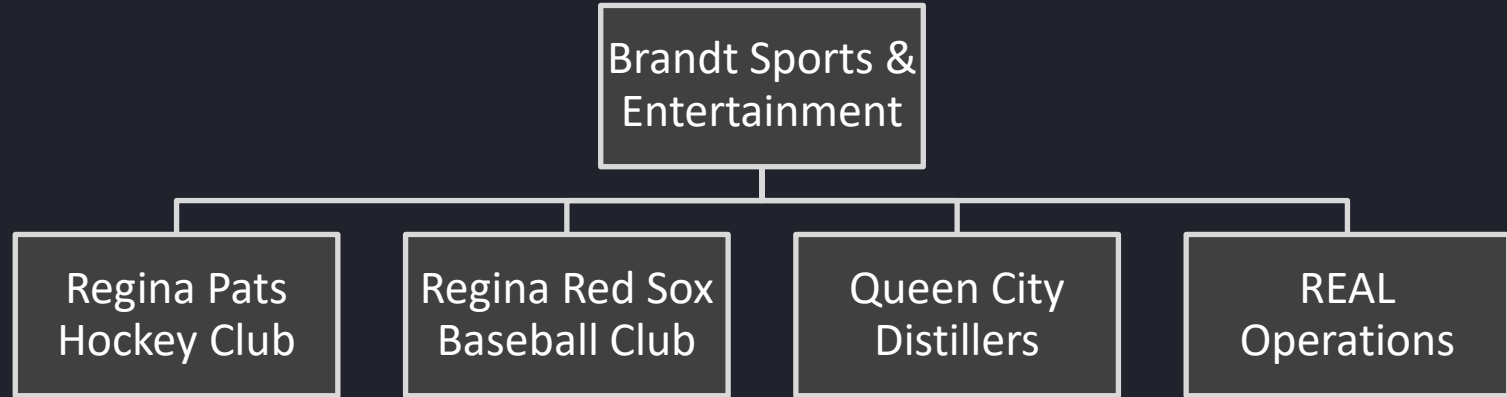 Brandt Sports &
Entertainment
Regina Pats
Hockey Club
Regina Red Sox
Baseball Club
Queen City
Distillers
REAL
Operations